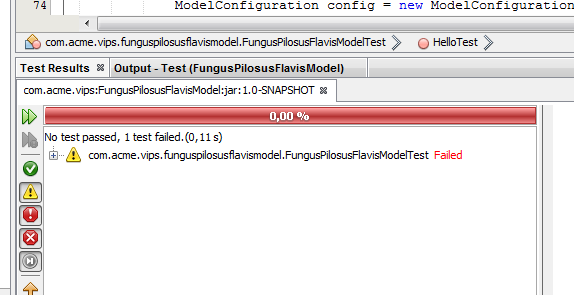 74 ModelConfiguration config = new ModelConfiguration
com.acme.vips.funguspilosusflavismodel.FungusPilosusFlavisModelTest HelloTest
Test Results Output - Test (FungusPilosusFlavisModel)
com.acme.vips:FungusPilosusFlavisModel:jar:1.0-SNAPSHOT
0,00 %
No test passed, 1 test failed.(0,11 s)
com.acme.vips.funguspilosusflavismodel.FungusPilosusFlavisModelTest Failed